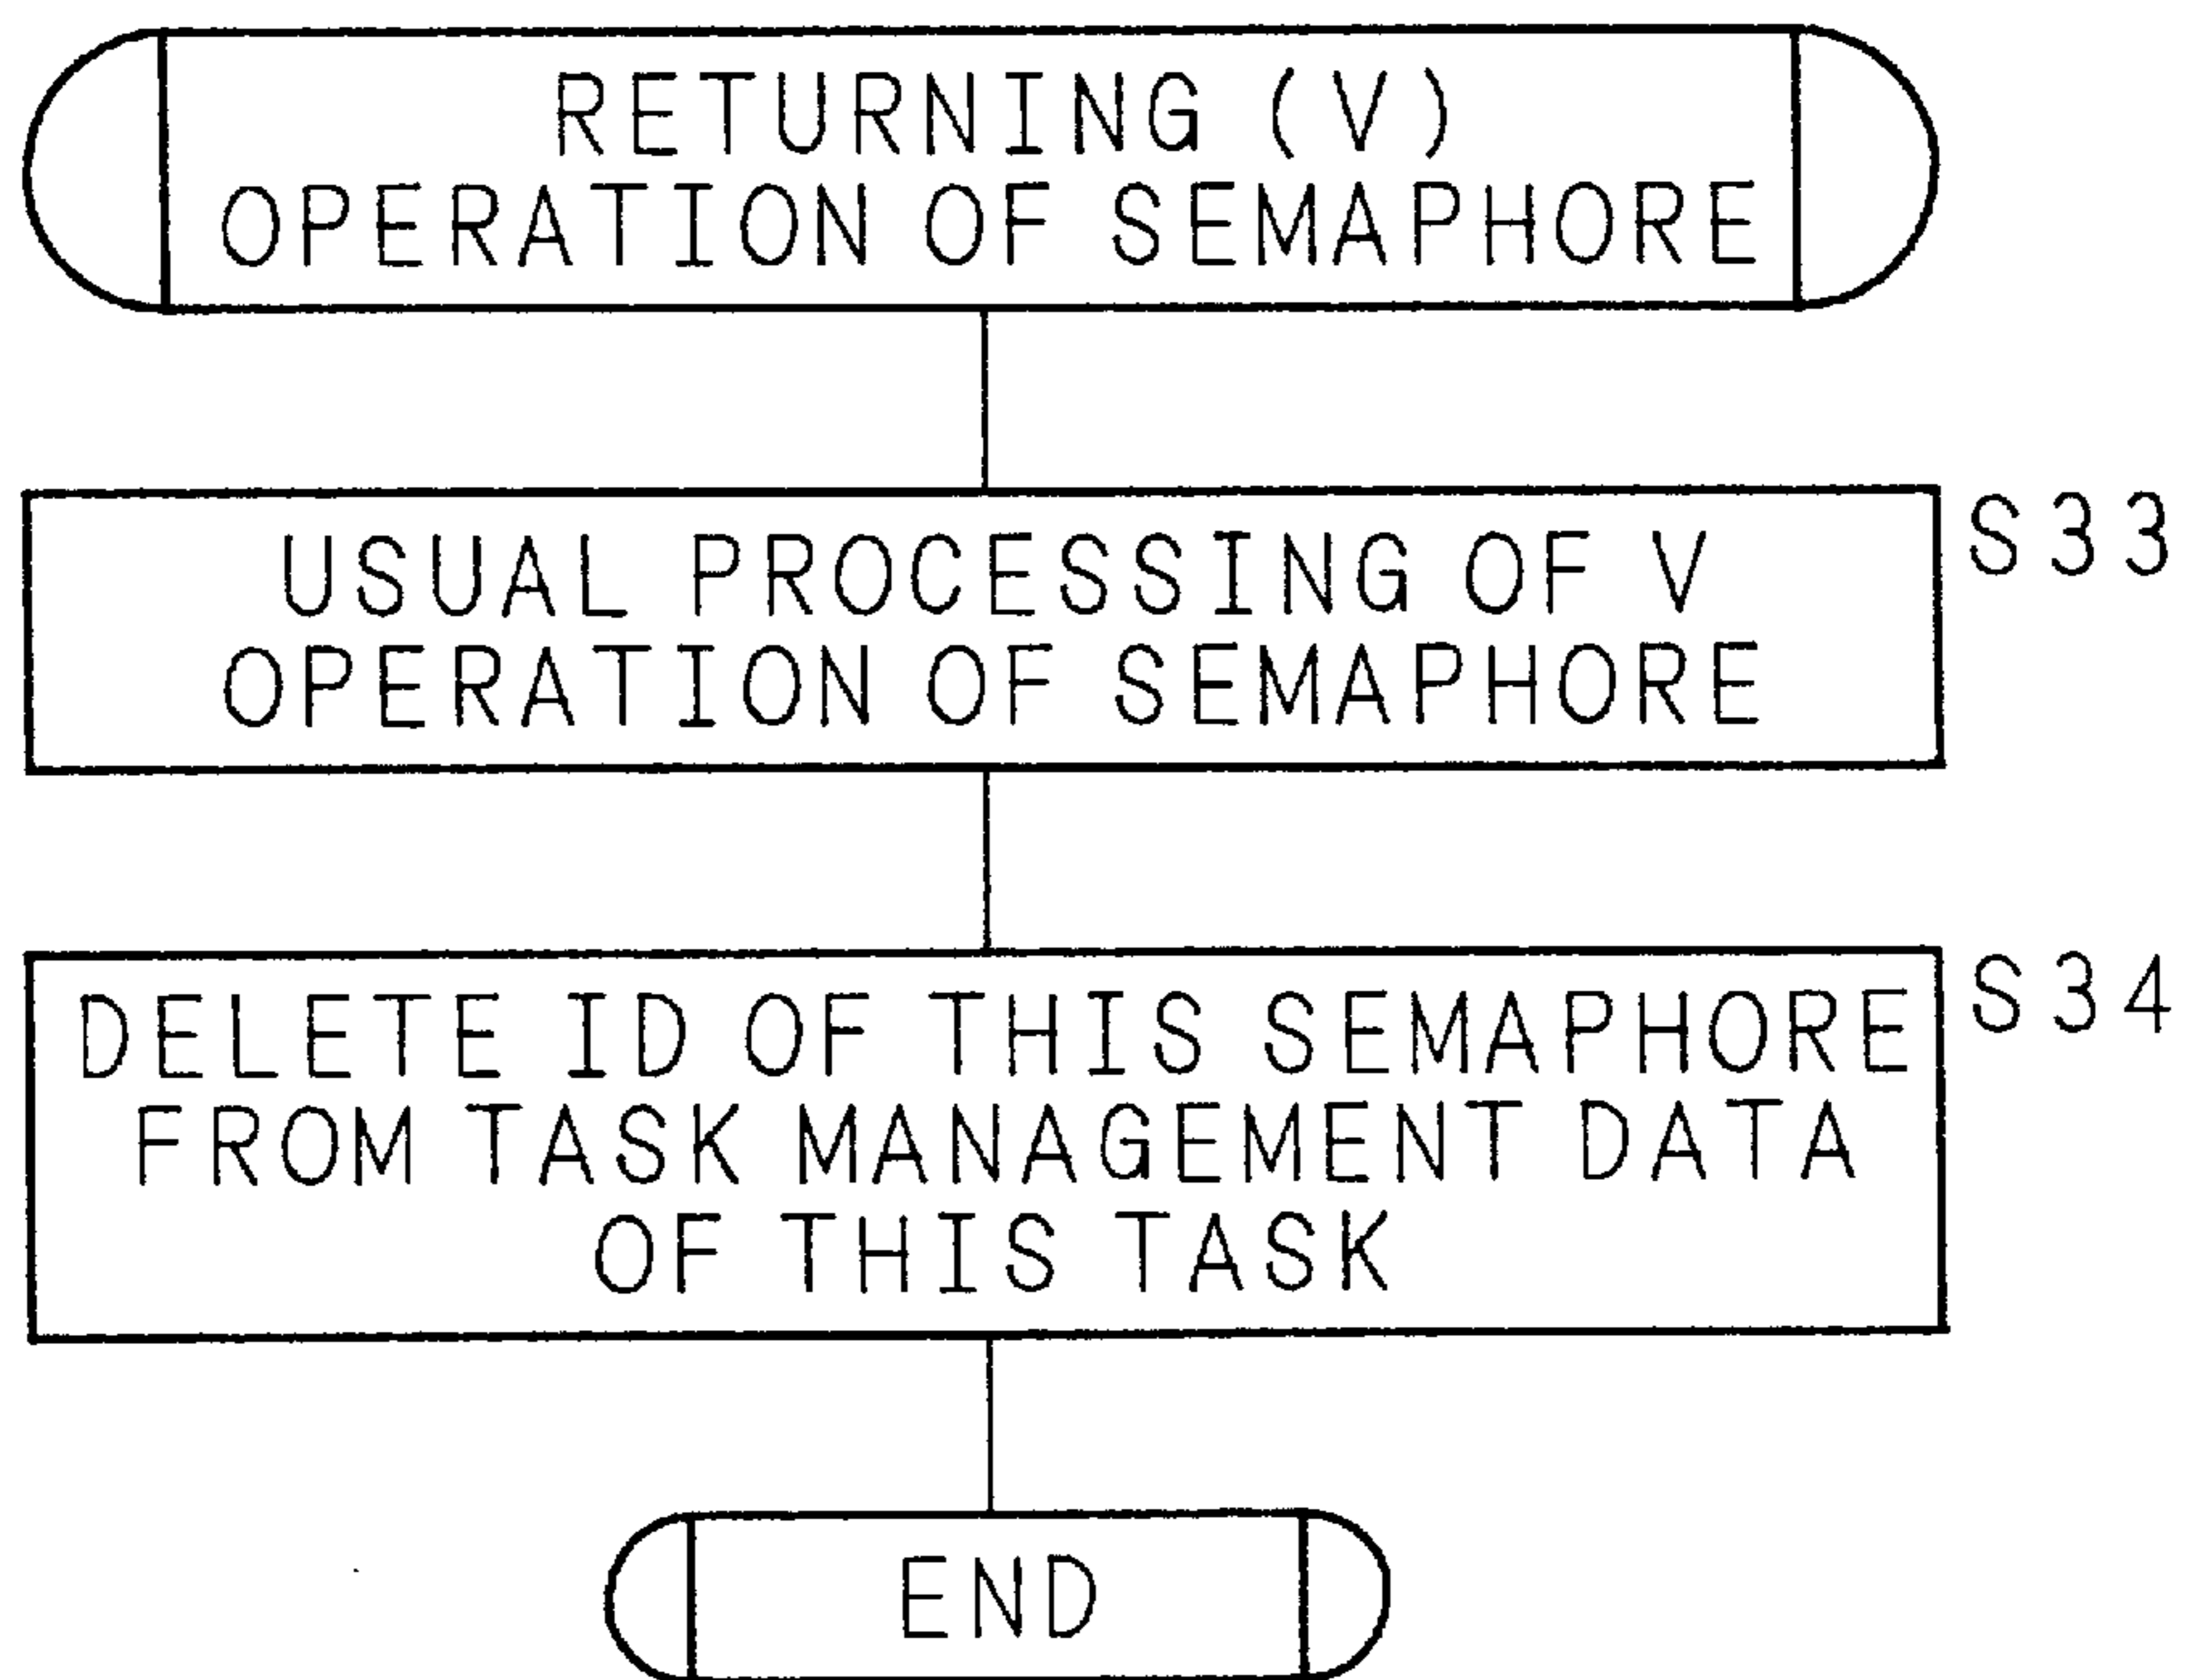 RETURNING (V)
OPERATION OF SEMAPHORE
USUAL PROCESSING OF V
OPERATION OF SEMAPHORE
S33
DELETE ID OF THIS SEMAPHORE
FROM TASK MANAGEMENT DATA
OF THIS TASK
S34
END